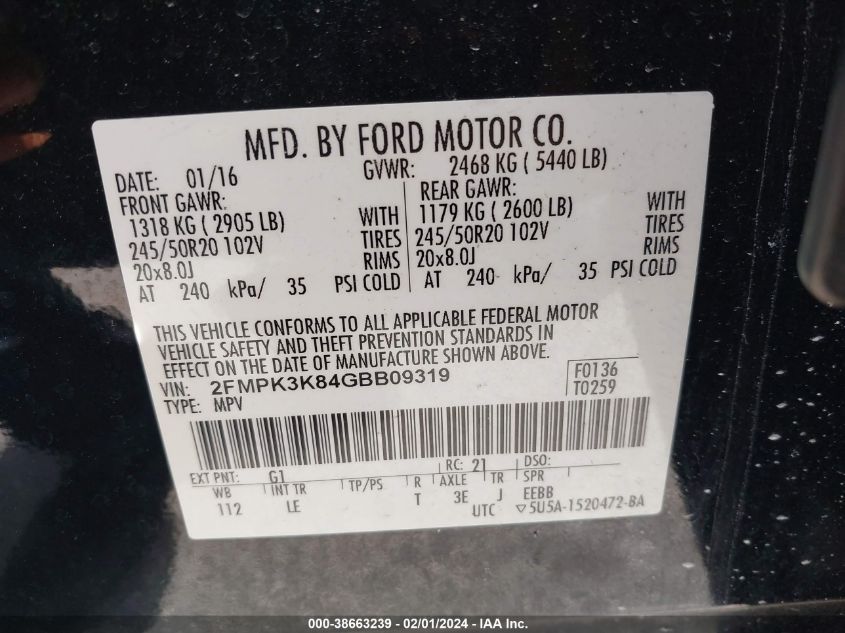 MFD. BY FORD MOTOR CO.
DATE: 01/16 GVWR: 2468 KG ( 5440 LB)
FRONT GAWR: REAR GAWR:
1318 KG ( 2905 LB) WITH 1179 KG ( 2600 LB) WITH
245/50R20 102V TIRES 245/50R20 102V TIRES
20x8.0J RIMS 20x8.0J RIMS
AT 240 kPa/ 35 PSI COLD AT 240 kPa/ 35 PSI COLD
THIS VEHICLE CONFORMS TO ALL APPLICABLE FEDERAL MOTOR
VEHICLE SAFETY AND THEFT PREVENTION STANDARDS IN
EFFECT ON THE DATE OF MANUFACTURE SHOWN ABOVE.
VIN: 2FMPK3K84GBB09319 F0136
TYPE: MPV T0259
EXT PNT: G1 RC: 21 DSO:
WB INT TR TP/PS R AXLE TR SPR
112 LE T 3E J EEBB
UTC ▽5U5A-1520472-BA
000-38663239 - 02/01/2024 - IAA Inc.